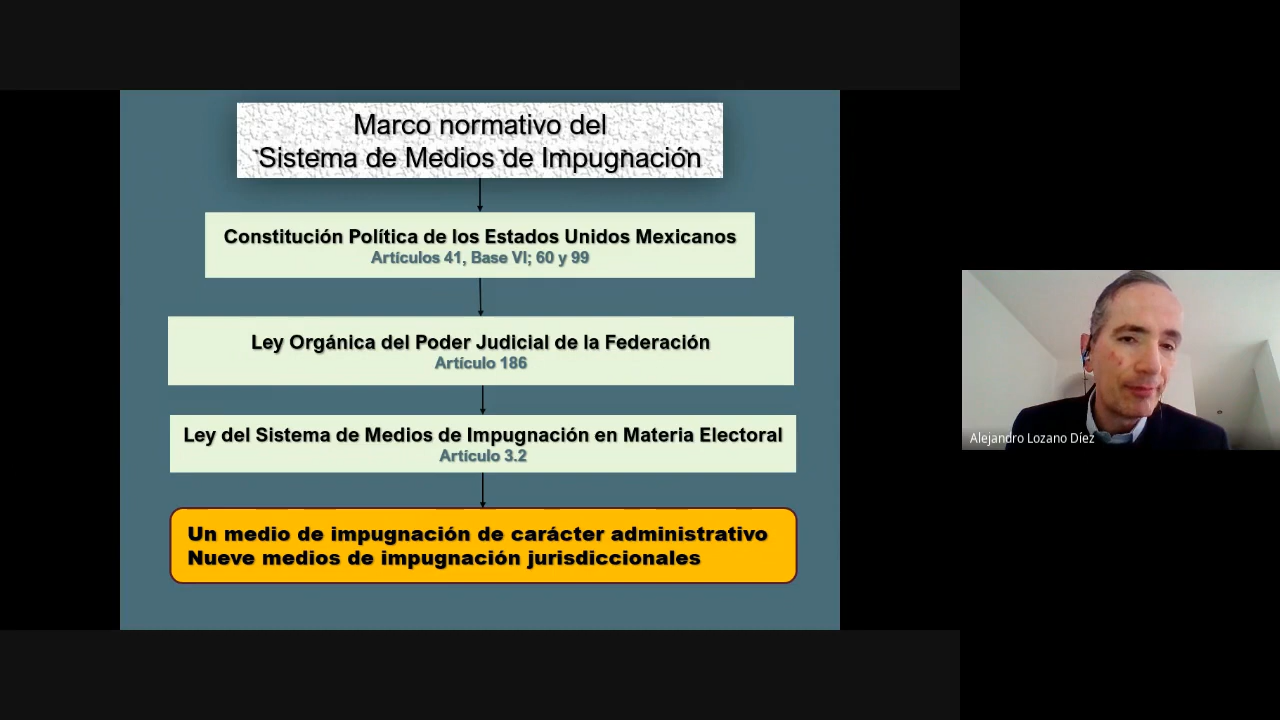 Marco normativo del
Sistema de Medios de Impugnación
Constitución Política de los Estados Unidos Mexicanos
Artículos 41, Base VI; 60 y 99
Ley Orgánica del Poder Judicial de la Federación
Artículo 186
Ley del Sistema de Medios de Impugnación en Materia Electoral
Artículo 3.2
Un medio de impugnación de carácter administrativo
Nueve medios de impugnación jurisdiccionales
Alejandro Lozano Díez